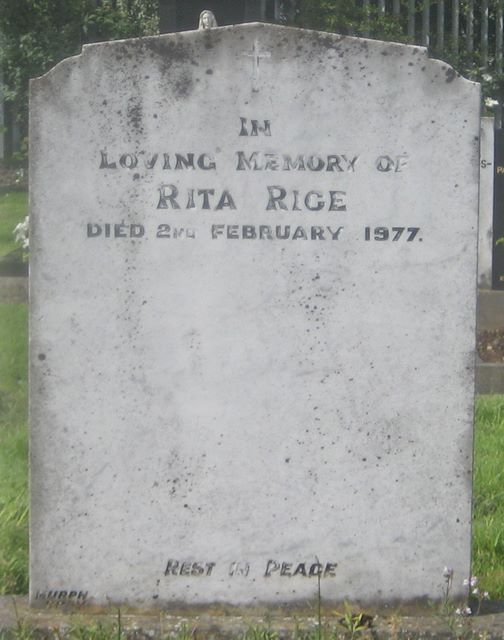 IN
LOVING MEMORY OF
RITA RICE
DIED 2ND FEBRUARY 1977.
REST IN PEACE